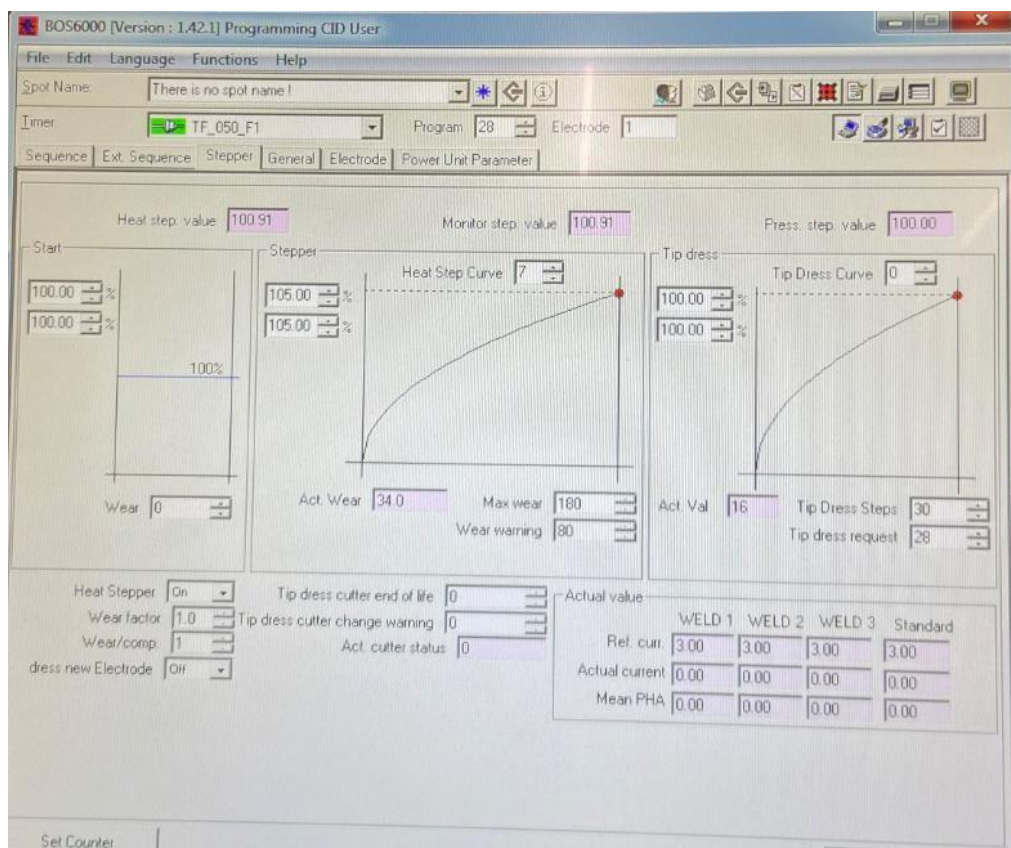 BOS6000 [Version : 1.42.1] Programming CID User
File Edit Language Functions Help
Spot Name: There is no spot name !
Timer: TF_050_F1 Program 28 Electrode 1
Sequence Ext. Sequence Stepper General Electrode Power Unit Parameter
Heat step. value 100.91 Monitor step. value 100.91 Press. step. value 100.00
Start Stepper Tip dress
Heat Step Curve 7 Tip Dress Curve 0
100.00 % 105.00 % 100.00 %
100.00 % 105.00 % 100.00 %
100%
Wear 0 Act. Wear 34.0 Max wear 180 Act. Val 16 Tip Dress Steps 30
Wear warning 80 Tip dress request 28
Heat Stepper On Tip dress cutter end of life 0 Actual value
Wear factor 1.0 Tip dress cutter change warning 0 WELD 1 WELD 2 WELD 3 Standard
Wear/comp. 1 Act. cutter status 0 Ref. curr. 3.00 3.00 3.00 3.00
dress new Electrode Off Actual current 0.00 0.00 0.00 0.00
Mean PHA 0.00 0.00 0.00 0.00
Set Counter